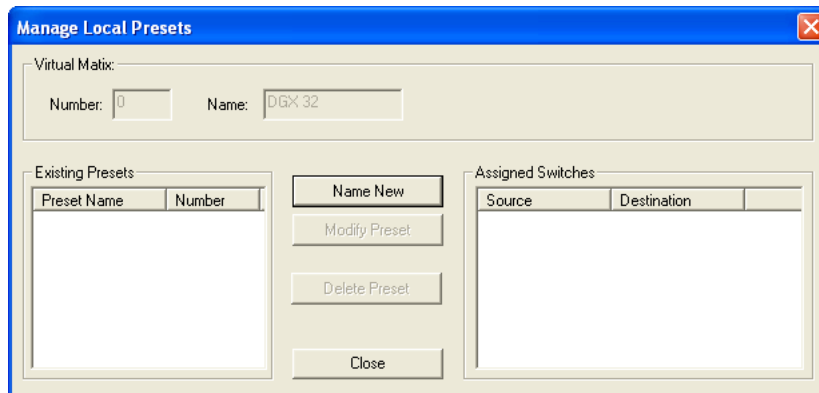 Manage Local Presets
Virtual Matix:
Number: 0 Name: DGX 32
Existing Presets
Preset Name Number
Name New
Modify Preset
Delete Preset
Close
Assigned Switches
Source Destination